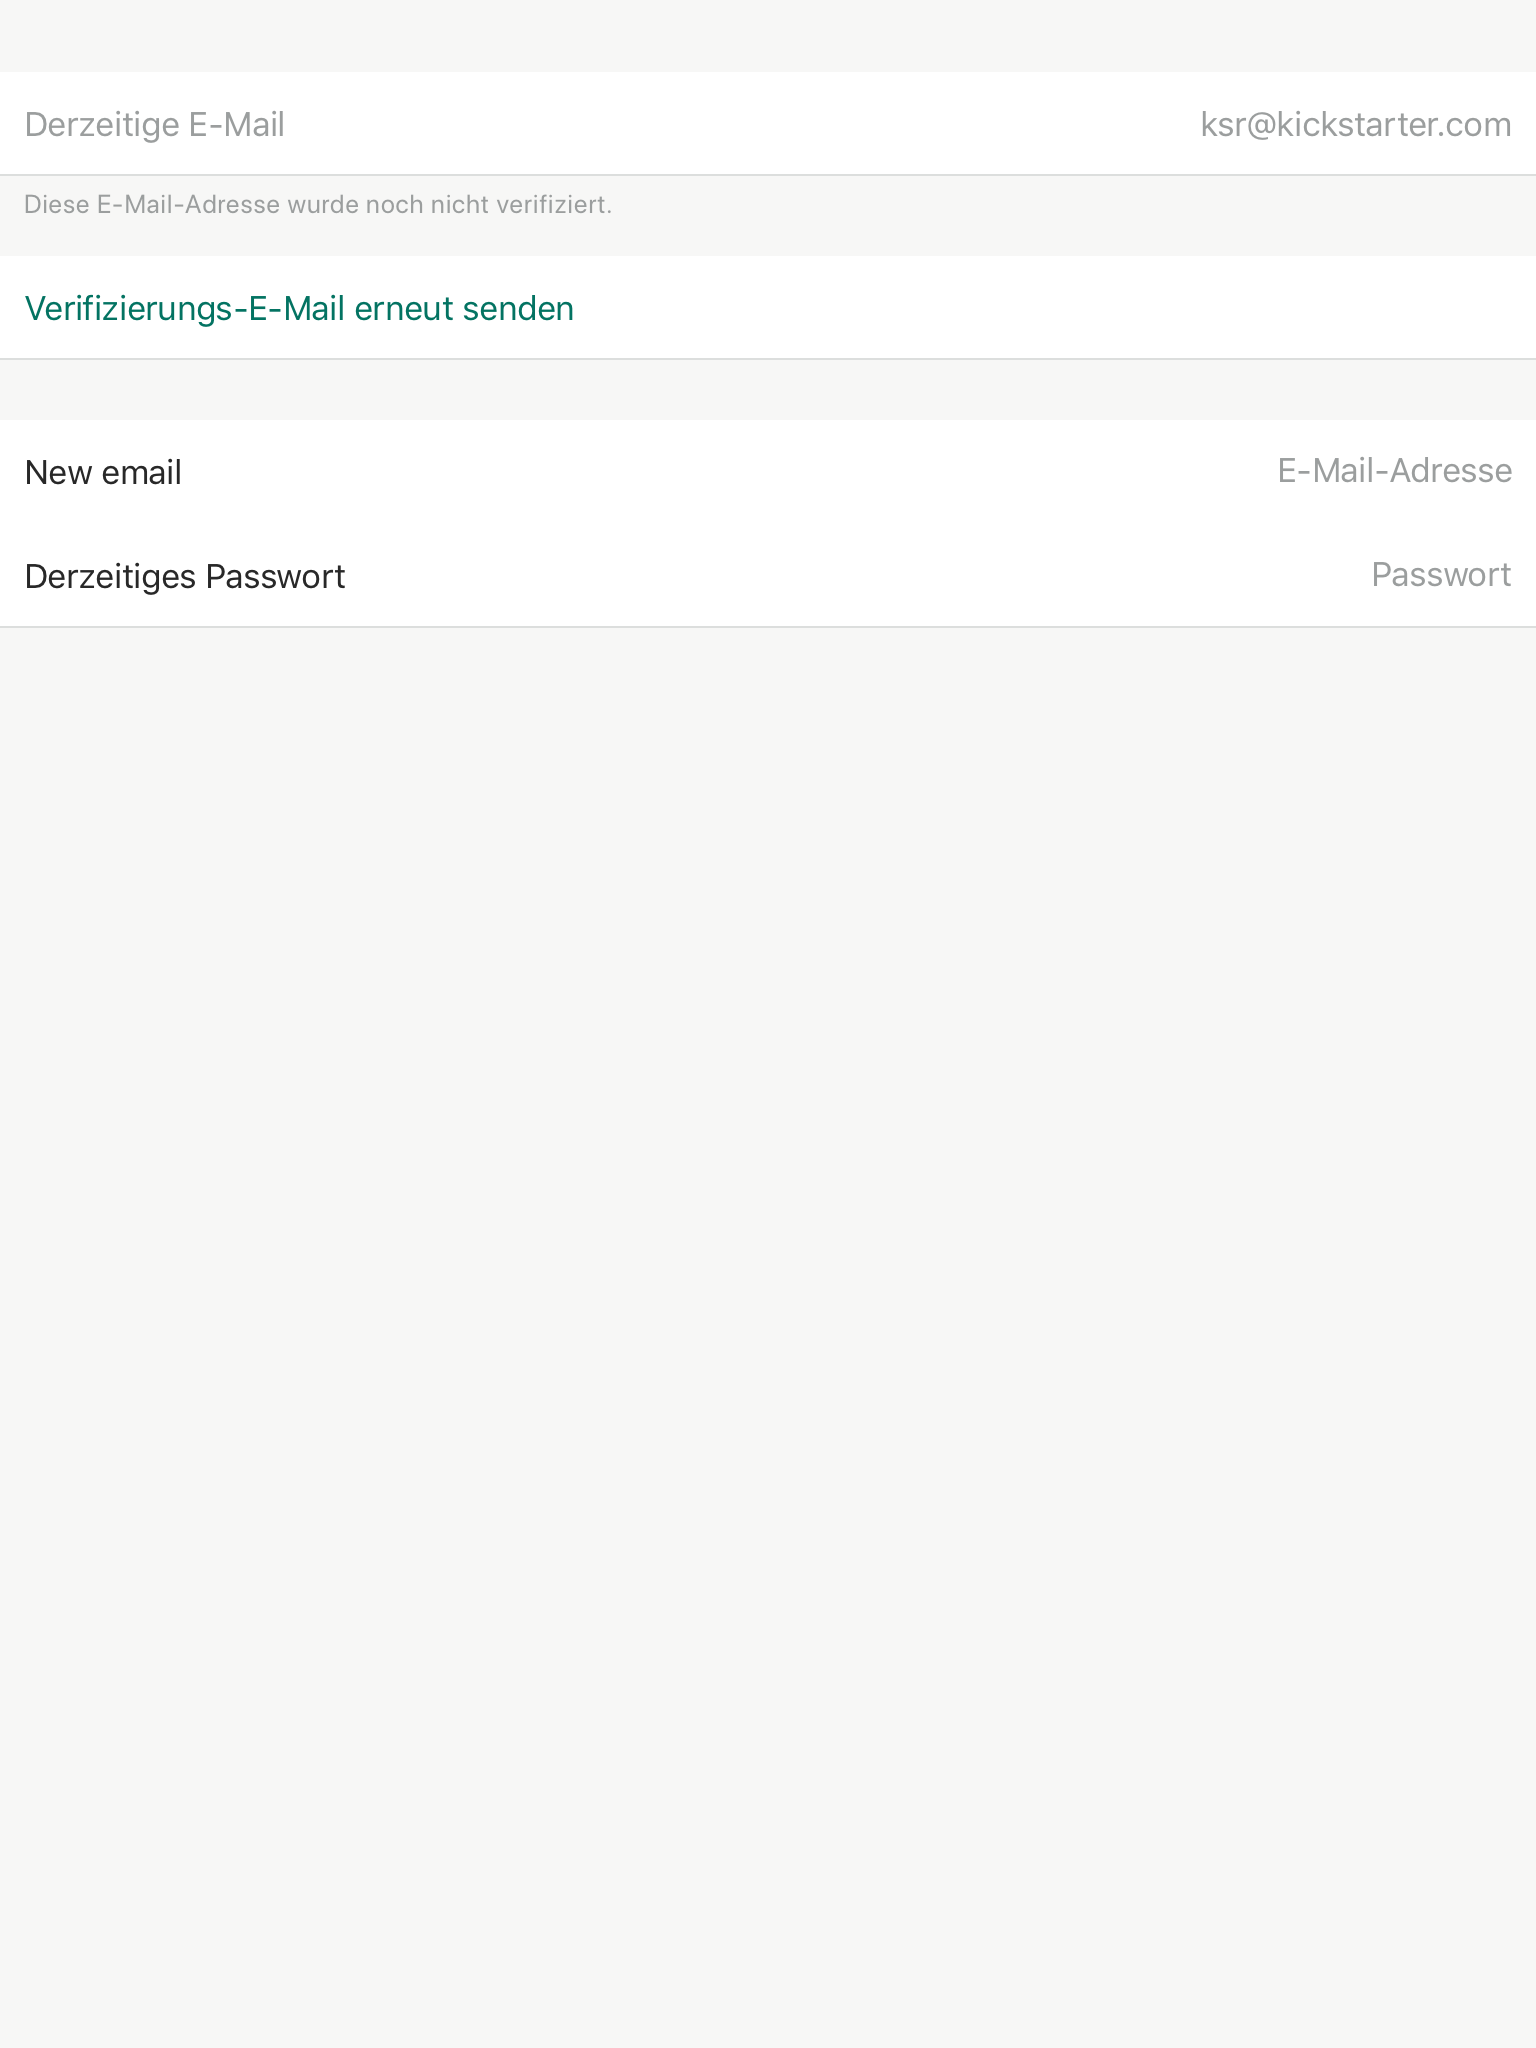 Derzeitige E-Mail ksr@kickstarter.com
Diese E-Mail-Adresse wurde noch nicht verifiziert.
Verifizierungs-E-Mail erneut senden
New email E-Mail-Adresse
Derzeitiges Passwort Passwort